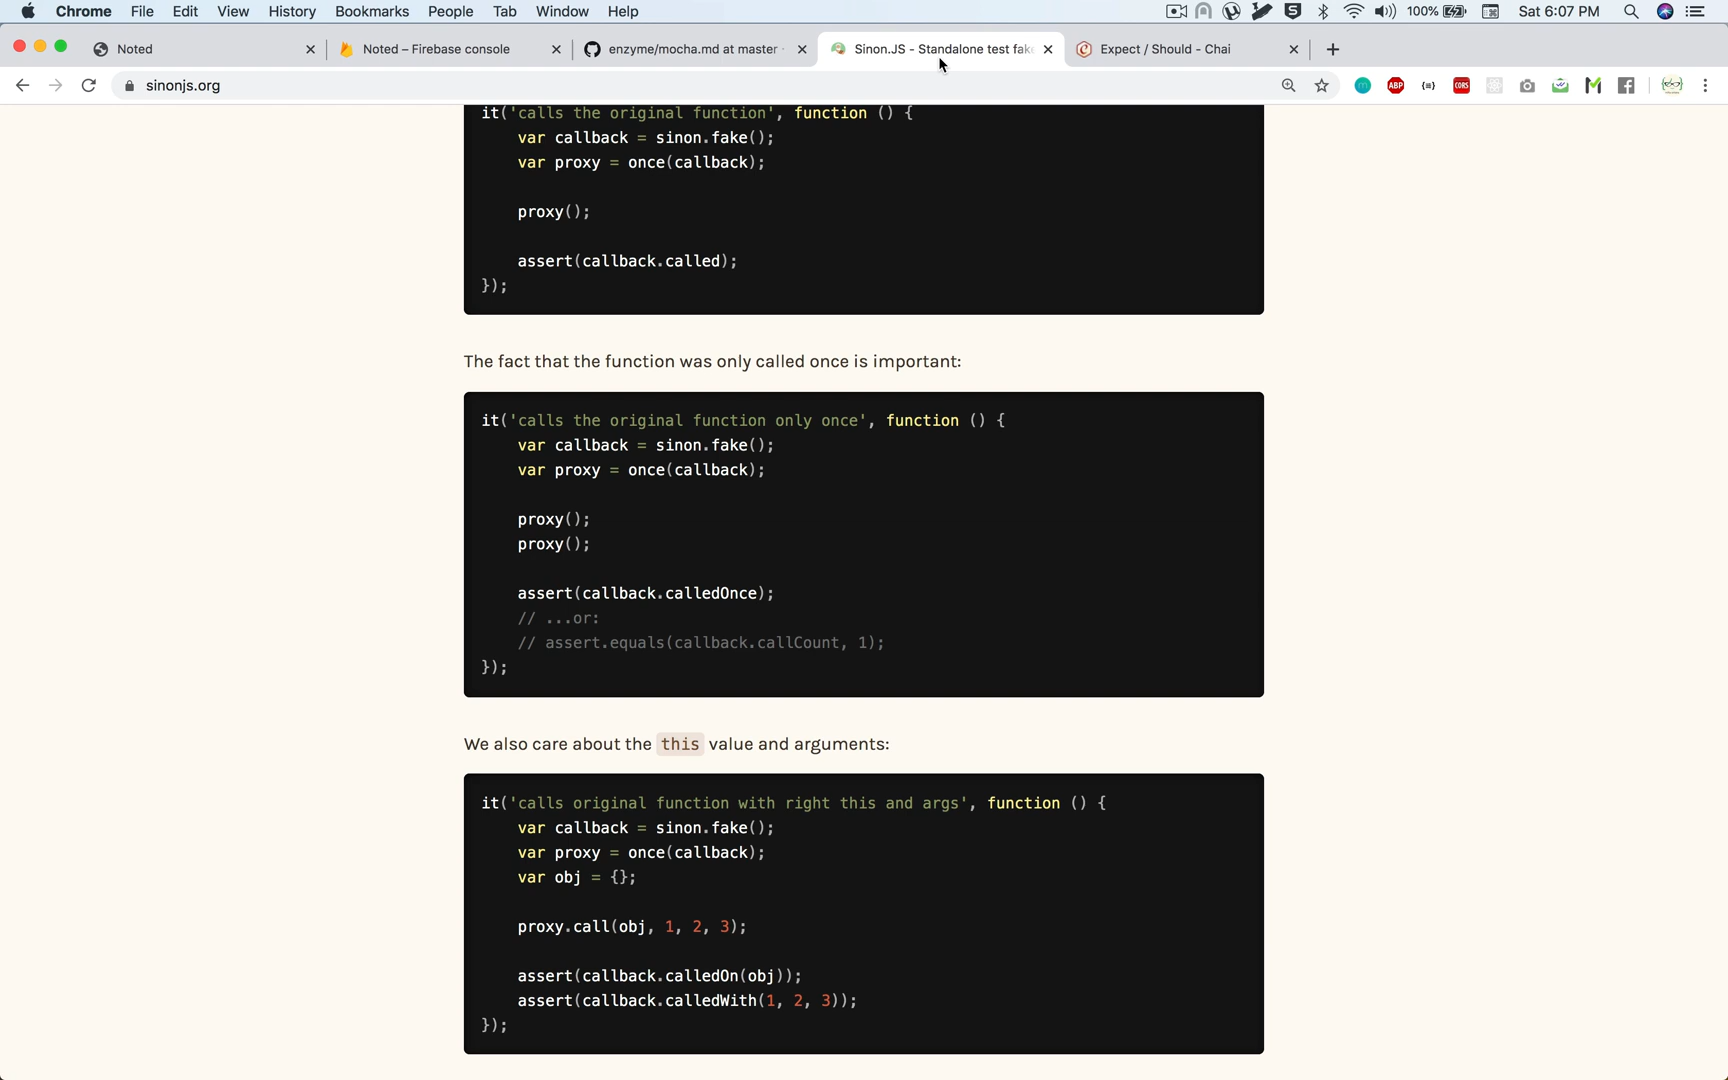 Chrome File Edit View History Bookmarks People Tab Window Help 100% Sat 6:07 PM
Noted Noted – Firebase console enzyme/mocha.md at master Sinon.JS - Standalone test fake Expect / Should - Chai
sinonjs.org ABP CORS
it('calls the original function', function () {
var callback = sinon.fake();
var proxy = once(callback);
proxy();
assert(callback.called);
});
The fact that the function was only called once is important:
it('calls the original function only once', function () {
var callback = sinon.fake();
var proxy = once(callback);
proxy();
proxy();
assert(callback.calledOnce);
// ...or:
// assert.equals(callback.callCount, 1);
});
We also care about the this value and arguments:
it('calls original function with right this and args', function () {
var callback = sinon.fake();
var proxy = once(callback);
var obj = {};
proxy.call(obj, 1, 2, 3);
assert(callback.calledOn(obj));
assert(callback.calledWith(1, 2, 3));
});